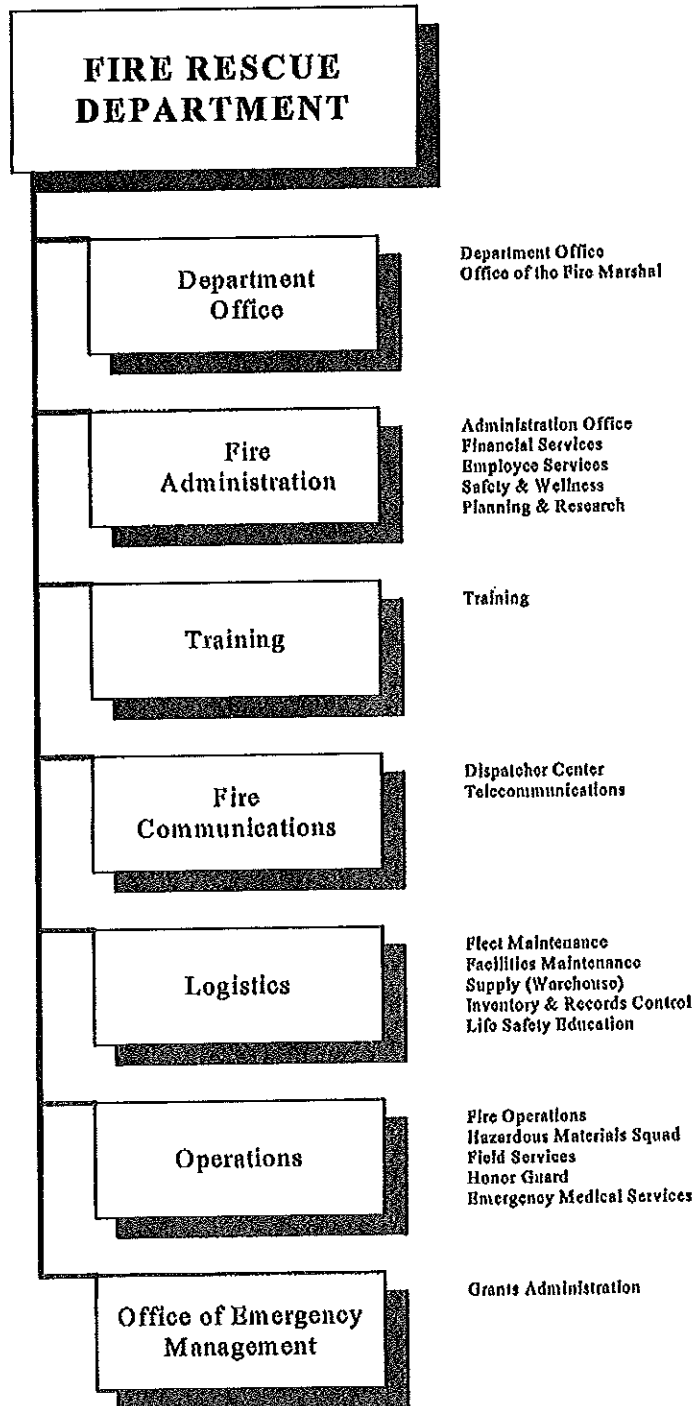 FIRE RESCUE
DEPARTMENT
Department
Office
Department Office
Office of the Fire Marshal
Fire
Administration
Administration Office
Financial Services
Employee Services
Safety & Wellness
Planning & Research
Training
Training
Fire
Communications
Dispatcher Center
Telecommunications
Logistics
Fleet Maintenance
Facilities Maintenance
Supply (Warehouse)
Inventory & Records Control
Life Safety Education
Operations
Fire Operations
Hazardous Materials Squad
Field Services
Honor Guard
Emergency Medical Services
Office of Emergency
Management
Grants Administration